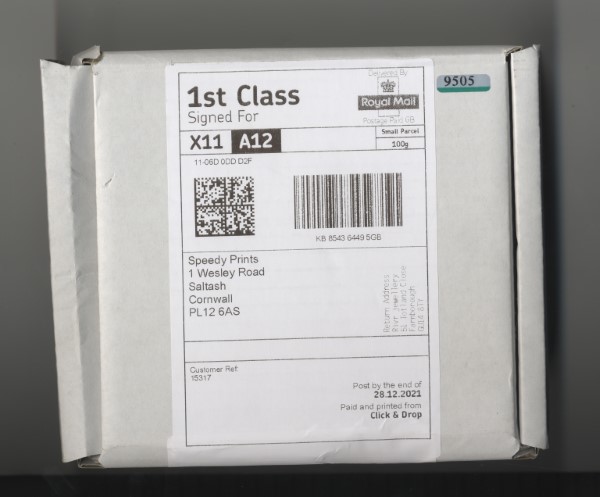 9505
Delivered By
1st Class
Royal Mail
Signed For
Postage Paid GB
X11 A12
Small Parcel
100g
11-06D 0DD D2F
KB 8543 6449 5GB
Speedy Prints
1 Wesley Road
Saltash
Cornwall
PL12 6AS
Return Address
Jewellery
Farnborough
Customer Ref:
15317
Post by the end of
28.12.2021
Paid and printed from
Click & Drop